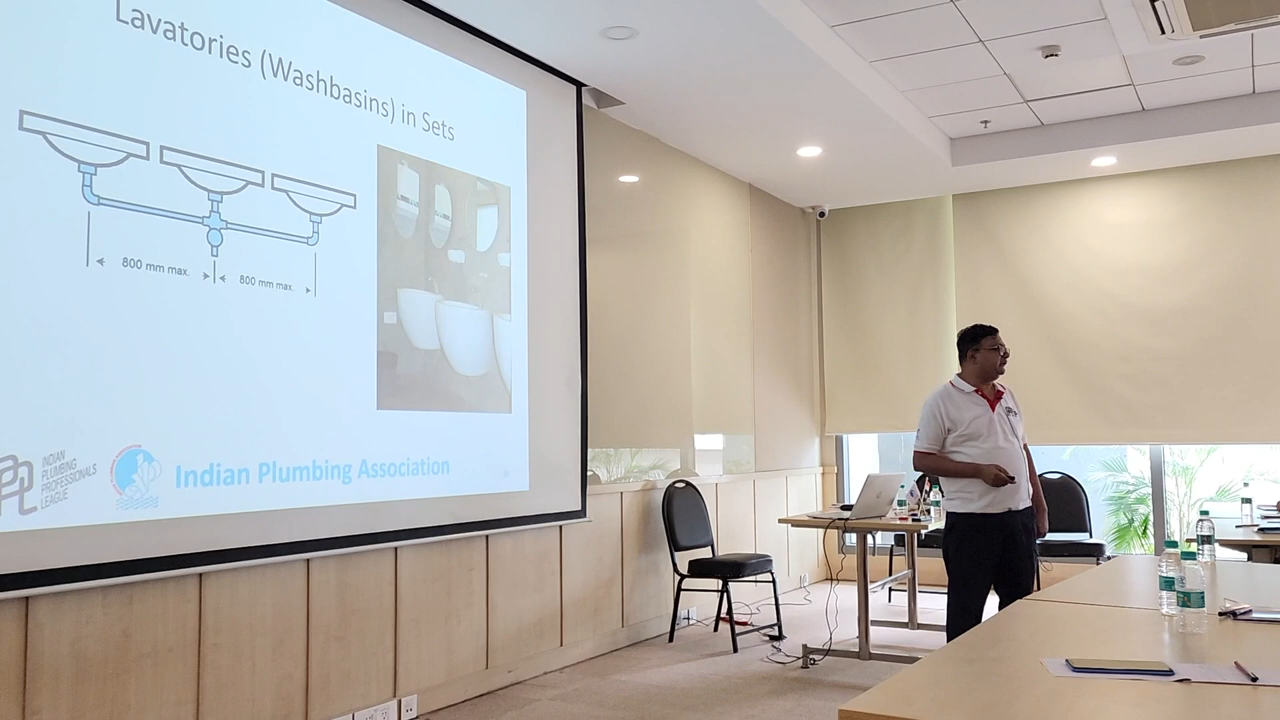 Lavatories (Washbasins) in Sets
800 mm max.
800 mm max.
INDIAN
PLUMBING
PROFESSIONALS
LEAGUE
Indian Plumbing Association